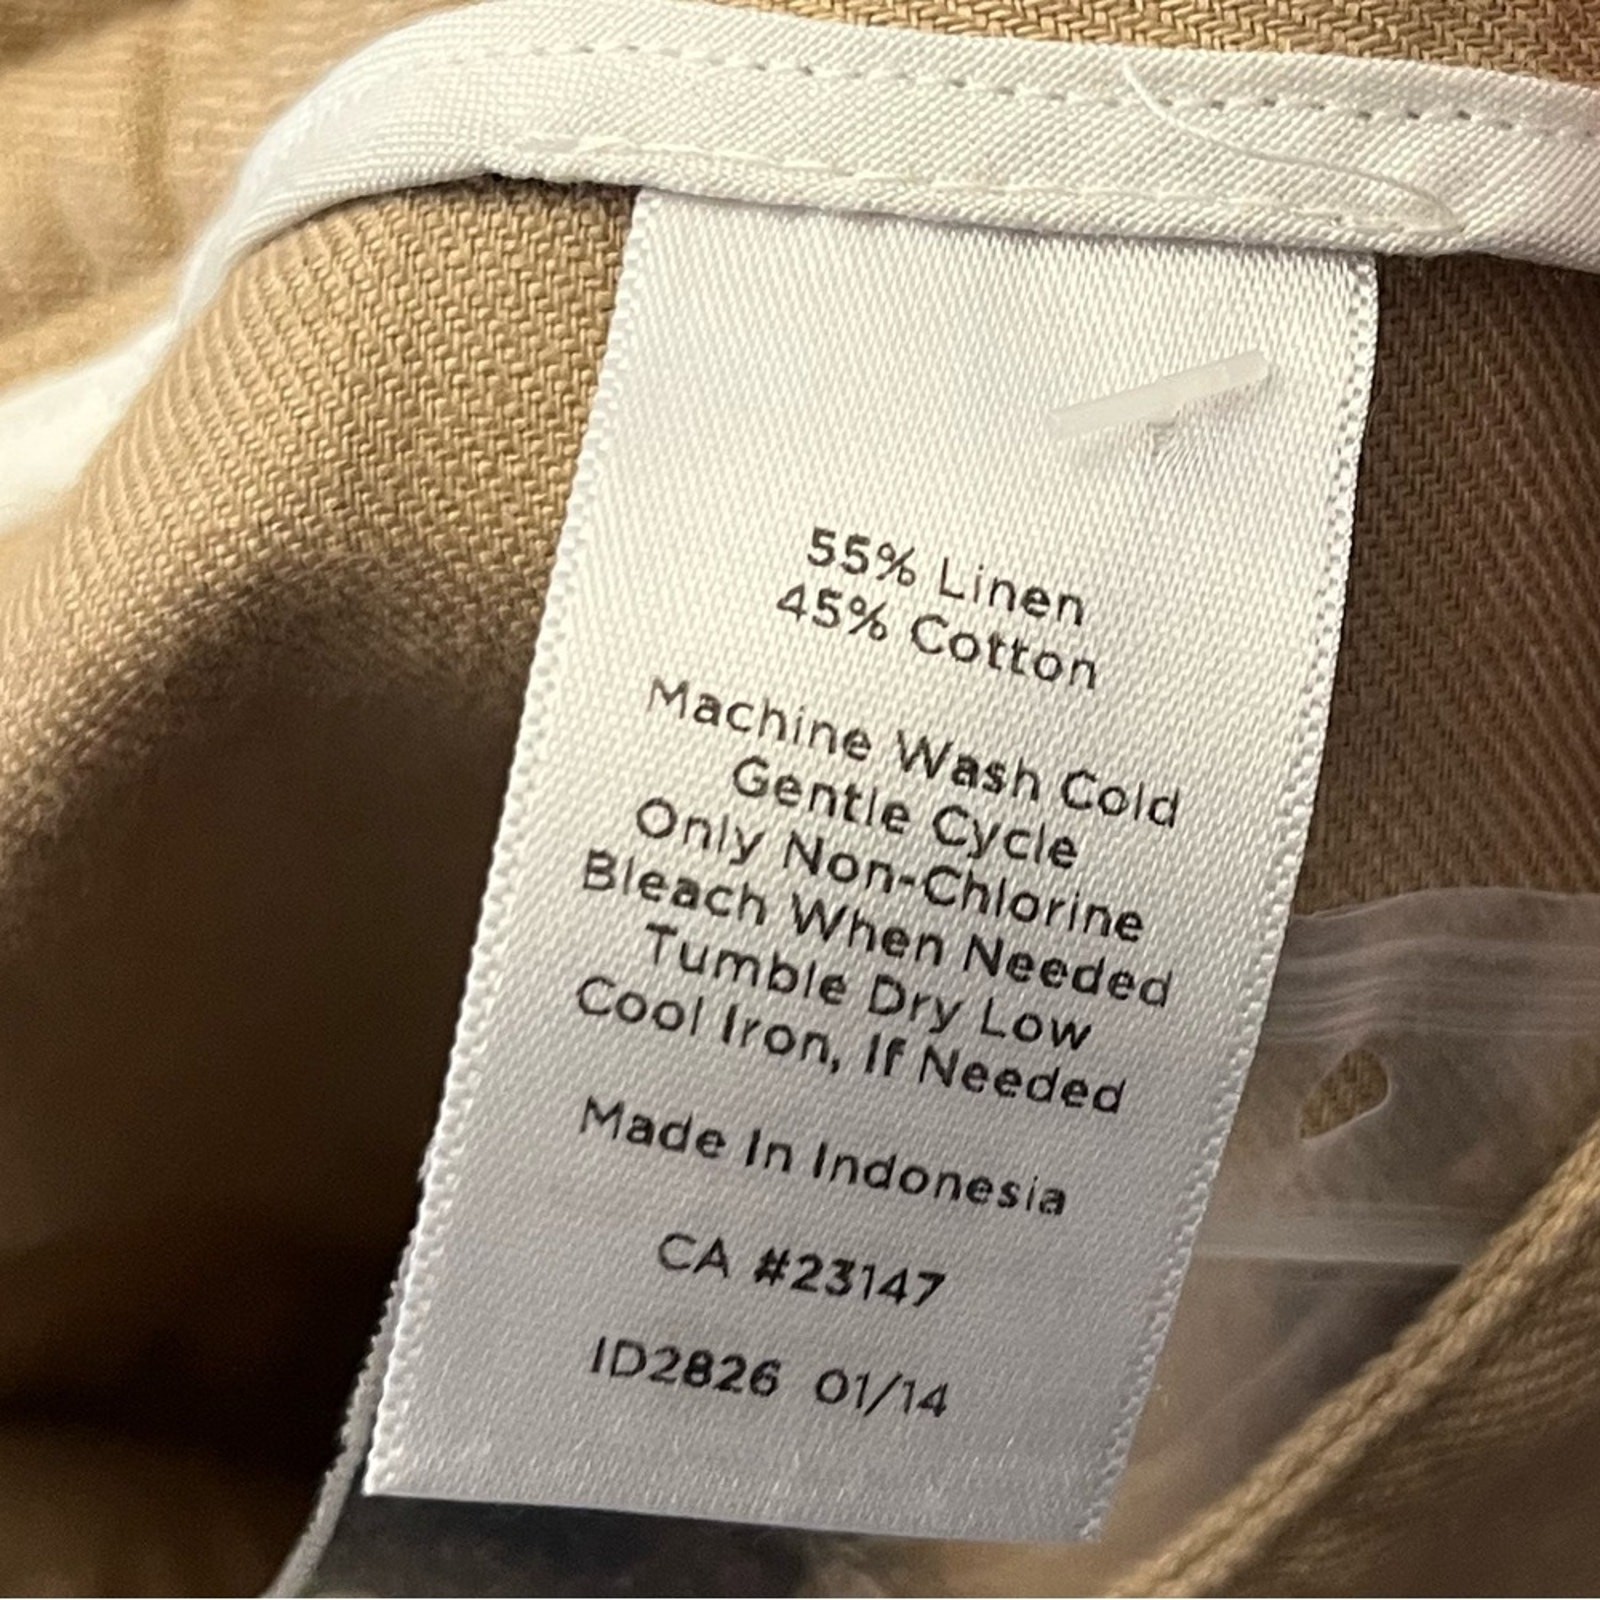 55% Linen
45% Cotton
Machine Wash Cold
Gentle Cycle
Only Non-Chlorine
Bleach When Needed
Tumble Dry Low
Cool Iron, If Needed
Made In Indonesia
CA #23147
ID2826 01/14